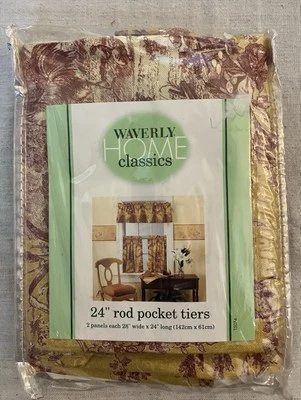 WAVERLY
HOME
classics
24" rod pocket tiers
2 panels each 28" wide x 24" long (142cm x 61cm)